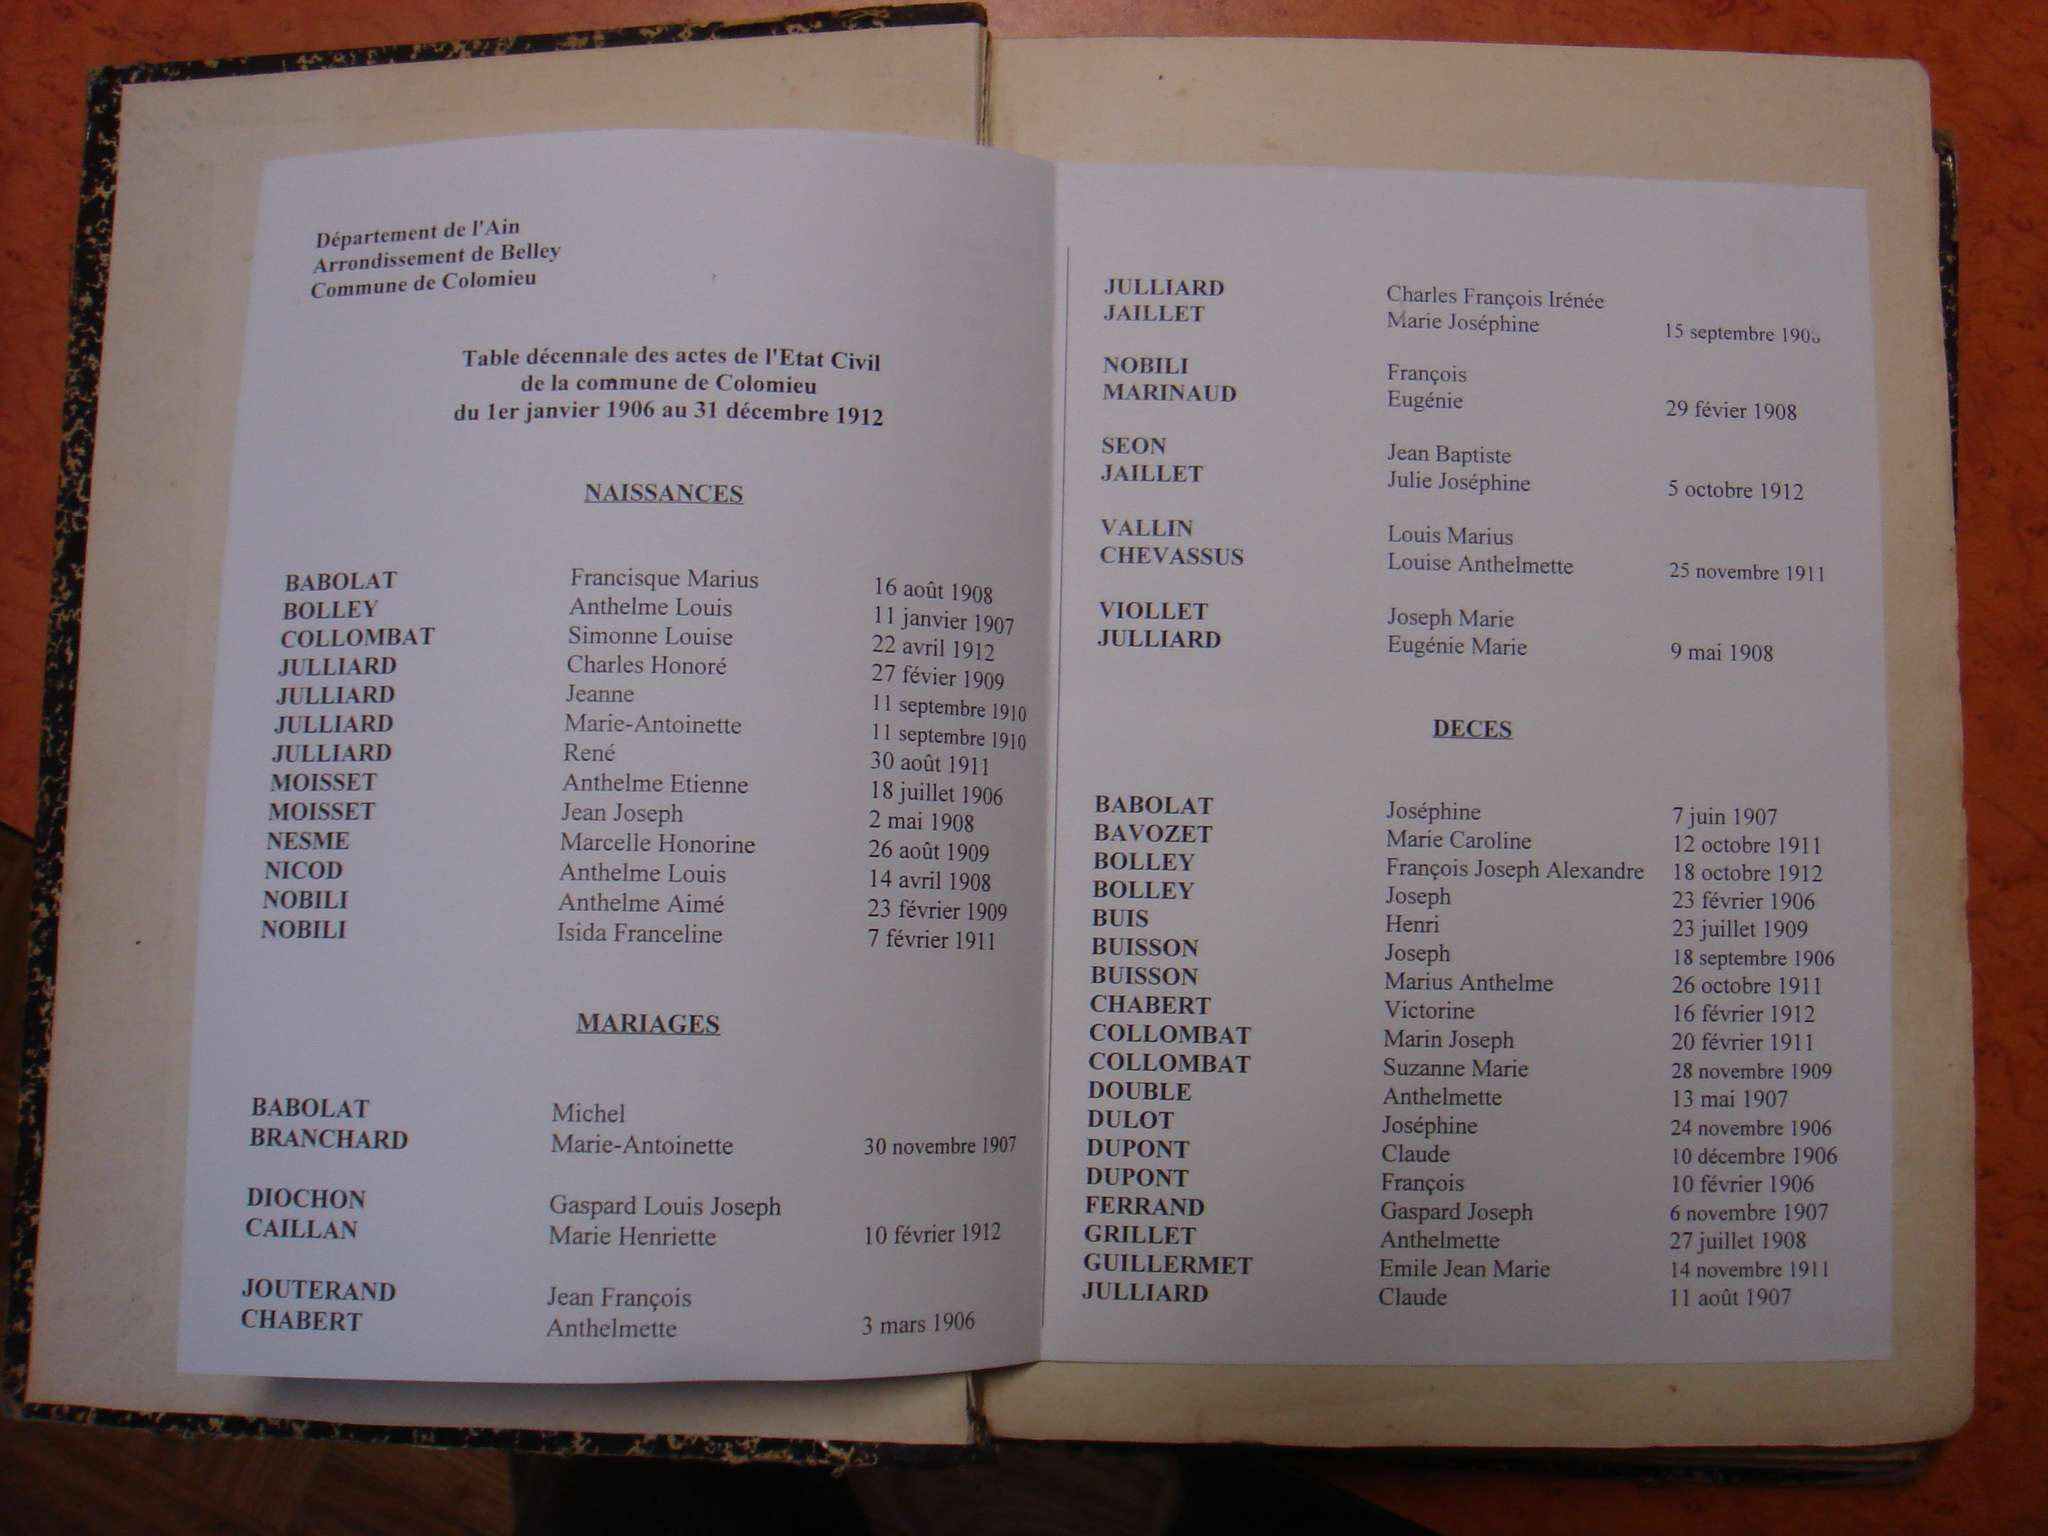 Département de l'Ain
Arrondissement de Belley
Commune de Colomieu
Table décennale des actes de l'Etat Civil
de la commune de Colomieu
du 1er janvier 1906 au 31 décembre 1912
NAISSANCES
BABOLAT Francisque Marius 16 août 1908
BOLLEY Anthelme Louis 11 janvier 1907
COLLOMBAT Simonne Louise 22 avril 1912
JULLIARD Charles Honoré 27 févier 1909
JULLIARD Jeanne 11 septembre 1910
JULLIARD Marie-Antoinette 11 septembre 1910
JULLIARD René 30 août 1911
MOISSET Anthelme Etienne 18 juillet 1906
MOISSET Jean Joseph 2 mai 1908
NESME Marcelle Honorine 26 août 1909
NICOD Anthelme Louis 14 avril 1908
NOBILI Anthelme Aimé 23 février 1909
NOBILI Isida Franceline 7 février 1911
MARIAGES
BABOLAT Michel
BRANCHARD Marie-Antoinette 30 novembre 1907
DIOCHON Gaspard Louis Joseph
CAILLAN Marie Henriette 10 février 1912
JOUTERAND Jean François
CHABERT Anthelmette 3 mars 1906
JULLIARD Charles François Irénée
JAILLET Marie Joséphine 15 septembre
NOBILI François
MARINAUD Eugénie 29 févier 1908
SEON Jean Baptiste
JAILLET Julie Joséphine 5 octobre 1912
VALLIN Louis Marius
CHEVASSUS Louise Anthelmette 25 novembre 1911
VIOLLET Joseph Marie
JULLIARD Eugénie Marie 9 mai 1908
DECES
BABOLAT Joséphine 7 juin 1907
BAVOZET Marie Caroline 12 octobre 1911
BOLLEY François Joseph Alexandre 18 octobre 1912
BOLLEY Joseph 23 février 1906
BUIS Henri 23 juillet 1909
BUISSON Joseph 18 septembre 1906
BUISSON Marius Anthelme 26 octobre 1911
CHABERT Victorine 16 février 1912
COLLOMBAT Marin Joseph 20 février 1911
COLLOMBAT Suzanne Marie 28 novembre 1909
DOUBLE Anthelmette 13 mai 1907
DULOT Joséphine 24 novembre 1906
DUPONT Claude 10 décembre 1906
DUPONT François 10 février 1906
FERRAND Gaspard Joseph 6 novembre 1907
GRILLET Anthelmette 27 juillet 1908
GUILLERMET Emile Jean Marie 14 novembre 1911
JULLIARD Claude 11 août 1907